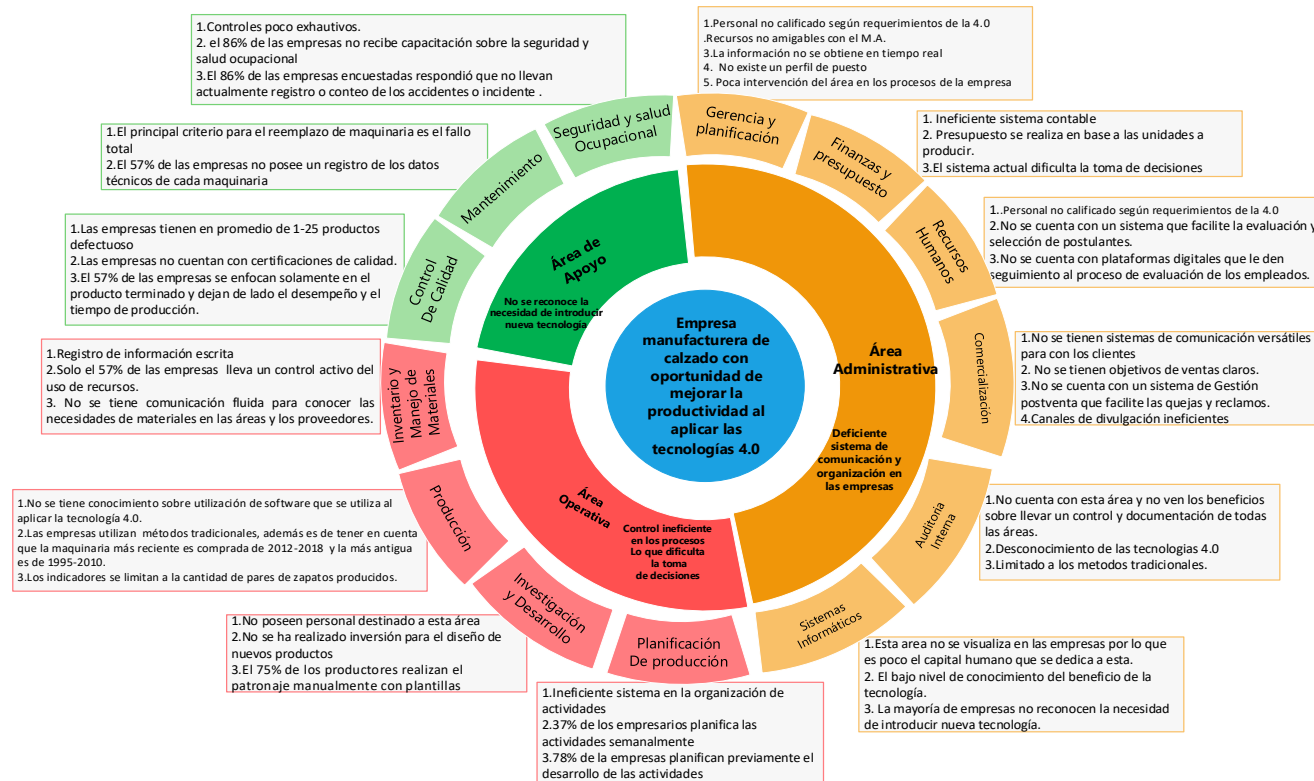 1.Controles poco exhautivos.
2. el 86% de las empresas no recibe capacitación sobre la seguridad y
salud ocupacional
3.El 86% de las empresas encuestadas respondió que no llevan
actualmente registro o conteo de los accidentes o incidente .
1.Personal no calificado según requerimientos de la 4.0
.Recursos no amigables con el M.A.
3.La información no se obtiene en tiempo real
4. No existe un perfil de puesto
5. Poca intervención del área en los procesos de la empresa
1.El principal criterio para el reemplazo de maquinaria es el fallo
total
2.El 57% de las empresas no posee un registro de los datos
técnicos de cada maquinaria
1. Ineficiente sistema contable
2. Presupuesto se realiza en base a las unidades a
producir.
3.El sistema actual dificulta la toma de decisiones
1.Las empresas tienen en promedio de 1-25 productos
defectuoso
2.Las empresas no cuentan con certificaciones de calidad.
3.El 57% de las empresas se enfocan solamente en el
producto terminado y dejan de lado el desempeño y el
tiempo de producción.
1..Personal no calificado según requerimientos de la 4.0
2.No se cuenta con un sistema que facilite la evaluación y
selección de postulantes.
3.No se cuenta con plataformas digitales que le den
seguimiento al proceso de evaluación de los empleados.
1.Registro de información escrita
2.Solo el 57% de las empresas lleva un control activo del
uso de recursos.
3. No se tiene comunicación fluida para conocer las
necesidades de materiales en las áreas y los proveedores.
1.No se tienen sistemas de comunicación versátiles
para con los clientes
2. No se tienen objetivos de ventas claros.
3.No se cuenta con un sistema de Gestión
postventa que facilite las quejas y reclamos.
4.Canales de divulgación ineficientes
1.No se tiene conocimiento sobre utilización de software que se utiliza al
aplicar la tecnología 4.0.
2.Las empresas utilizan métodos tradicionales, además es de tener en cuenta
que la maquinaria más reciente es comprada de 2012-2018 y la más antigua
es de 1995-2010.
3.Los indicadores se limitan a la cantidad de pares de zapatos producidos.
1.No cuenta con esta área y no ven los beneficios
sobre llevar un control y documentación de todas
las áreas.
2.Desconocimiento de las tecnologias 4.0
3.Limitado a los metodos tradicionales.
1.No poseen personal destinado a esta área
2.No se ha realizado inversión para el diseño de
nuevos productos
3.El 75% de los productores realizan el
patronaje manualmente con plantillas
1.Ineficiente sistema en la organización de
actividades
2.37% de los empresarios planifica las
actividades semanalmente
3.78% de la empresas planifican previamente el
desarrollo de las actividades
1.Esta area no se visualiza en las empresas por lo que
es poco el capital humano que se dedica a esta.
2. El bajo nivel de conocimiento del beneficio de la
tecnología.
3. La mayoría de empresas no reconocen la necesidad
de introducir nueva tecnología.
Seguridad y salud
Ocupacional
Gerencia y
planificación
Finanzas y
presupuesto
Recursos
Humanos
Comercialización
Auditoria
Interna
Sistemas
Informáticos
Planificación
De producción
Investigación
y Desarrollo
Producción
Inventario y
Manejo de
Materiales
Control
De Calidad
Mantenimiento
Área de
Apoyo
No se reconoce la
necesidad de introducir
nueva tecnología
Área
Administrativa
Deficiente
sistema de
comunicación y
organización en
las empresas
Área
Operativa
Control ineficiente
en los procesos
Lo que dificulta
la toma
de decisiones
Empresa
manufacturera de
calzado con
oportunidad de
mejorar la
productividad al
aplicar las
tecnologías 4.0